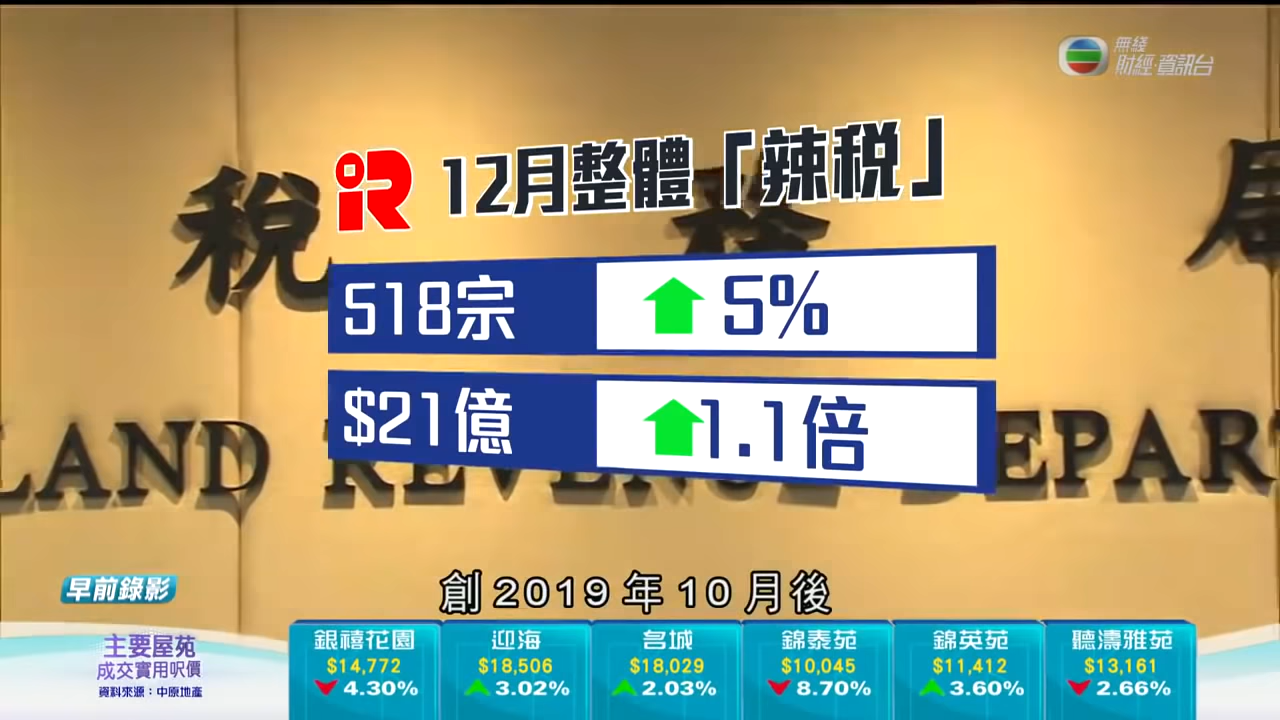 無綫
財經·資訊台
12月整體「辣税」
稅務局
518宗 5%
$21億 1.1倍
LAND REVENUE DEPAR
創2019年10月後
早前錄影
主要屋苑
成交實用呎價
資料來源:中原地產
銀禧花園
$14,772
4.30%
迎海
$18,506
3.02%
名城
$18,029
2.03%
錦泰苑
$10,045
8.70%
錦英苑
$11,412
3.60%
聽濤雅苑
$13,161
2.66%